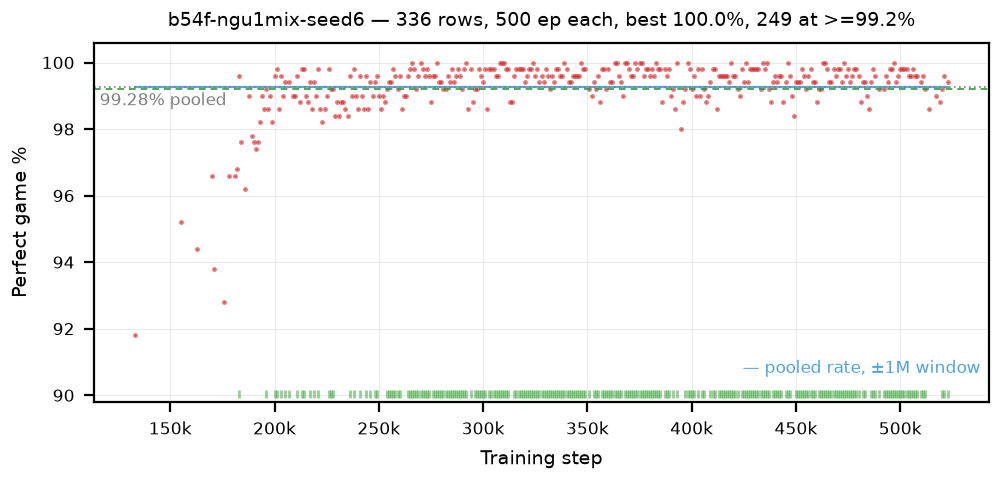 b54f-ngu1mix-seed6 — 336 rows, 500 ep each, best 100.0%, 249 at >=99.2%
Perfect game %
100
98
96
94
92
90
99.28% pooled
— pooled rate, ±1M window
150k
200k
250k
300k
350k
400k
450k
500k
Training step